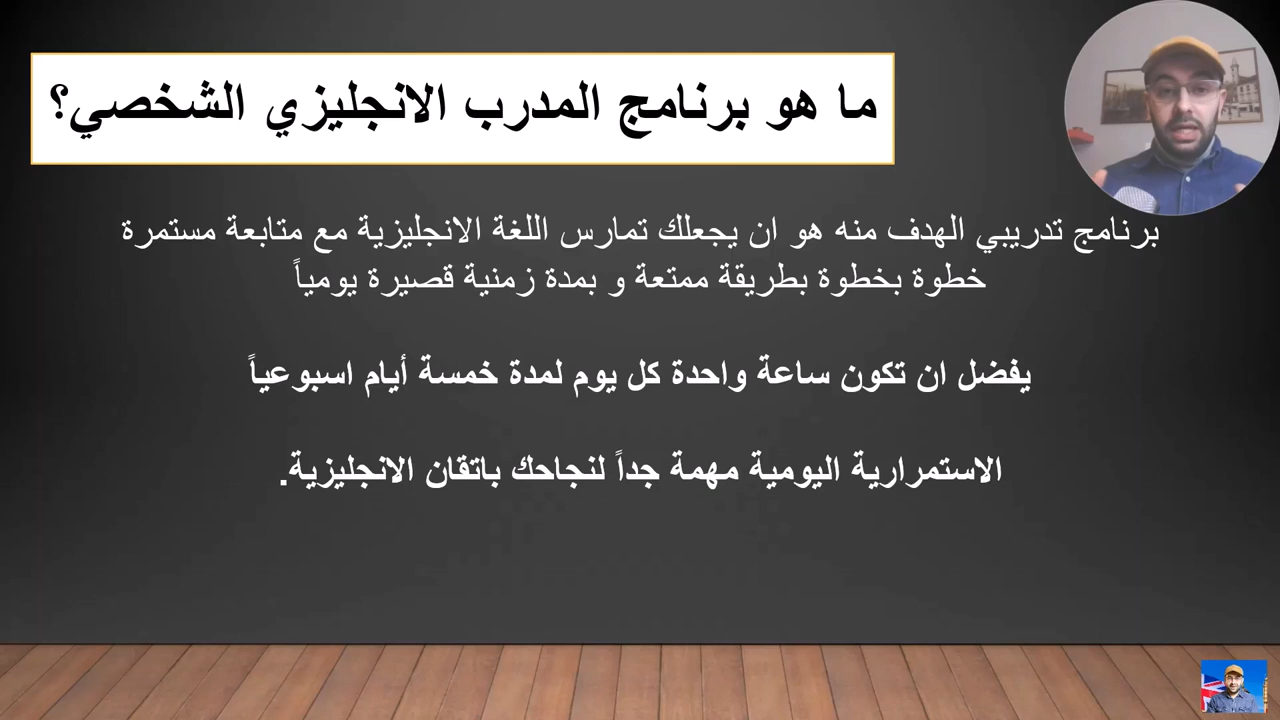 ما هو برنامج المدرب الانجليزي الشخصي؟
برنامج تدريبي الهدف منه هو ان يجعلك تمارس اللغة الانجليزية مع متابعة مستمرة
خطوة بخطوة بطريقة ممتعة و بمدة زمنية قصيرة يومياً
يفضل ان تكون ساعة واحدة كل يوم لمدة خمسة أيام اسبوعياً
الاستمرارية اليومية مهمة جداً لنجاحك باتقان الانجليزية.